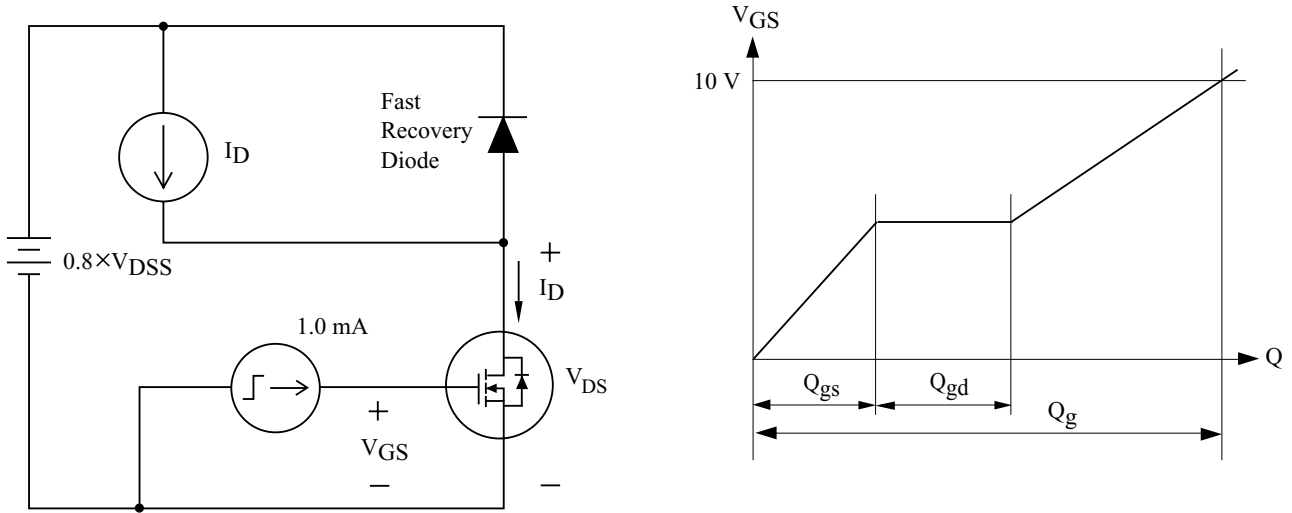 I_D
Fast
Recovery
Diode
0.8×V_DSS
+
I_D
1.0 mA
V_DS
+
V_GS
−
−
V_GS
10 V
Q
Q_gs
Q_gd
Q_g